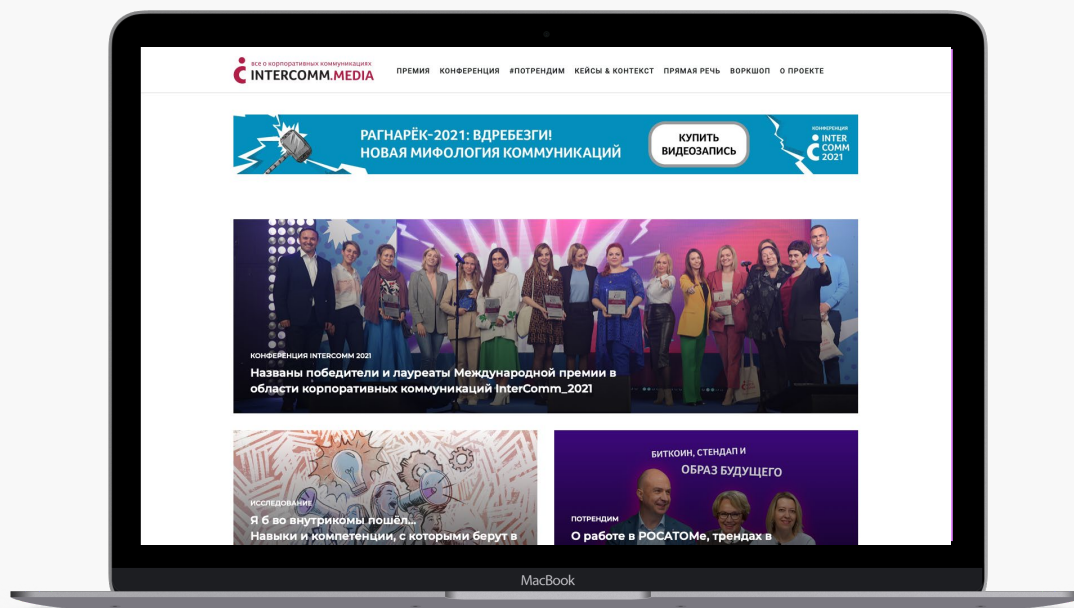 все о корпоративных коммуникациях
INTERCOMM.MEDIA
ПРЕМИЯ КОНФЕРЕНЦИЯ #ПОТРЕНДИМ КЕЙСЫ & КОНТЕКСТ ПРЯМАЯ РЕЧЬ ВОРКШОП О ПРОЕКТЕ
РАГНАРЁК-2021: ВДРЕБЕЗГИ!
НОВАЯ МИФОЛОГИЯ КОММУНИКАЦИЙ
КУПИТЬ
ВИДЕОЗАПИСЬ
КОНФЕРЕНЦИЯ
INTER
COMM
2021
КОНФЕРЕНЦИЯ INTERCOMM 2021
Названы победители и лауреаты Международной премии в
области корпоративных коммуникаций InterComm_2021
ИССЛЕДОВАНИЕ
Я б во внутрикомы пошёл...
Навыки и компетенции, с которыми берут в
БИТКОИН, СТЕНДАП И
ОБРАЗ БУДУЩЕГО
ПОТРЕНДИМ
О работе в РОСАТОМе, трендах в
MacBook